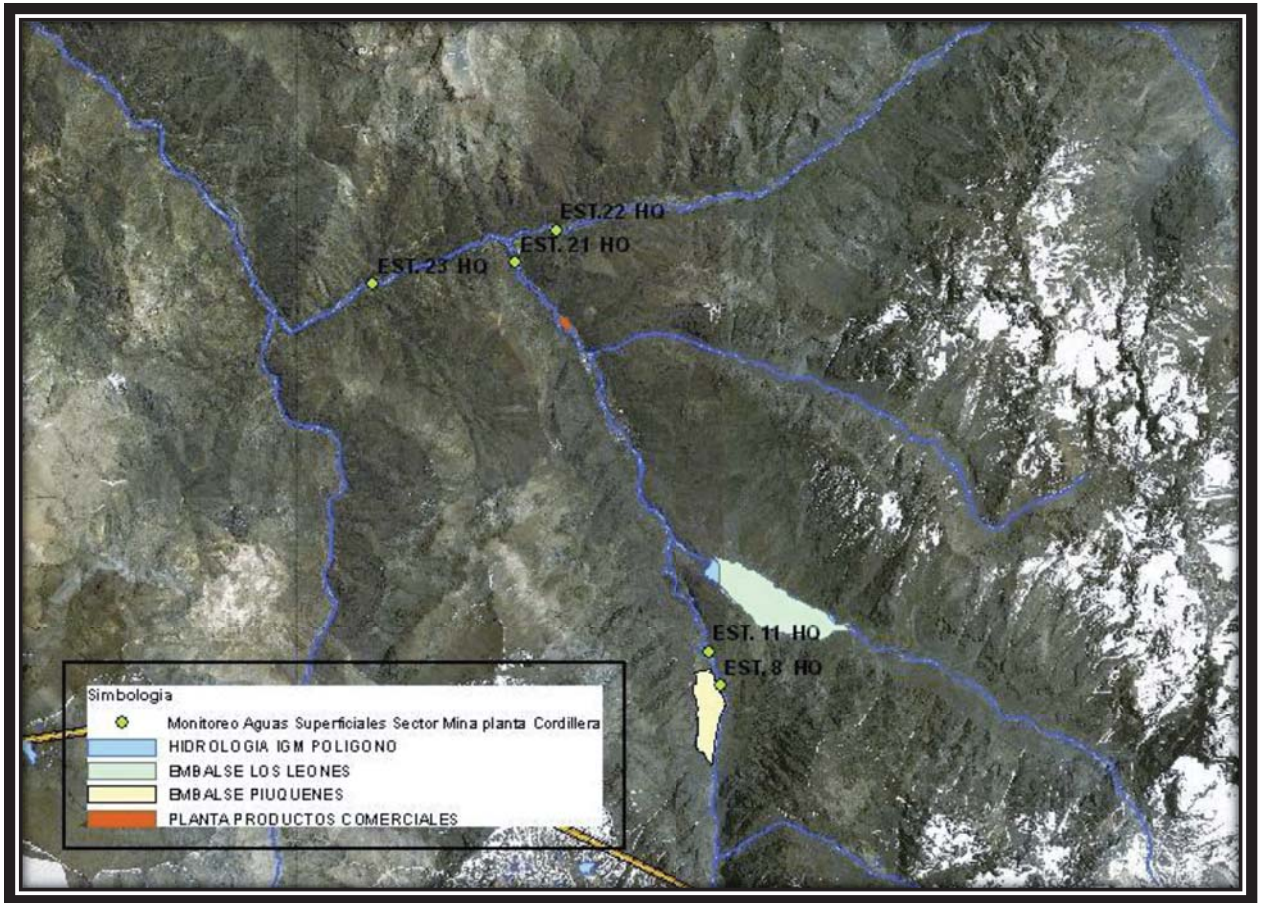 EST.22 HQ
EST. 21 HQ
EST. 23 HQ
EST. 11 HQ
EST. 8 HQ
Simbologia
Monitoreo Aguas Superficiales Sector Mina planta Cordillera
HIDROLOGIA IGM POLIGONO
EMBALSE LOS LEONES
EMBALSE PIUQUENES
PLANTA PRODUCTOS COMERCIALES